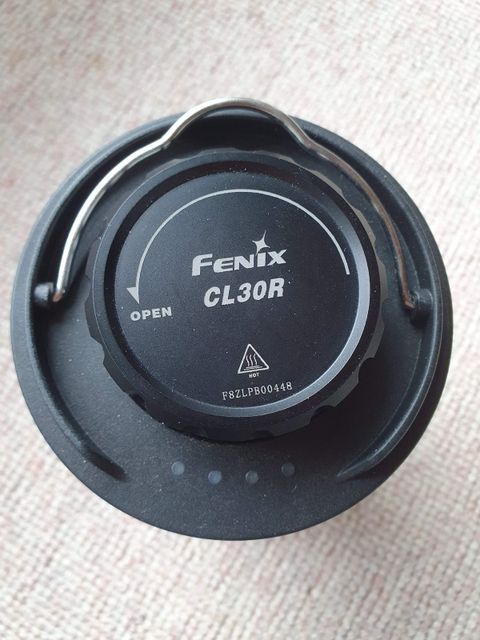 FENIX
CL30R
OPEN
HOT
F8ZLPB00448